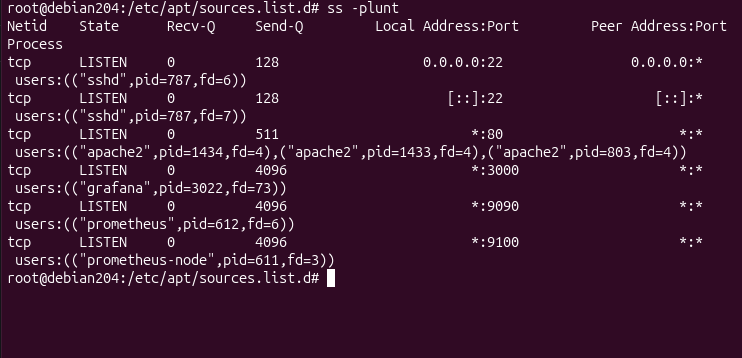 root@debian204:/etc/apt/sources.list.d# ss -plunt
Netid State Recv-Q Send-Q Local Address:Port Peer Address:Port
Process
tcp LISTEN 0 128 0.0.0.0:22 0.0.0.0:*
users:(("sshd",pid=787,fd=6))
tcp LISTEN 0 128 [::]:22 [::]:*
users:(("sshd",pid=787,fd=7))
tcp LISTEN 0 511 *:80 *:*
users:(("apache2",pid=1434,fd=4),("apache2",pid=1433,fd=4),("apache2",pid=803,fd=4))
tcp LISTEN 0 4096 *:3000 *:*
users:(("grafana",pid=3022,fd=73))
tcp LISTEN 0 4096 *:9090 *:*
users:(("prometheus",pid=612,fd=6))
tcp LISTEN 0 4096 *:9100 *:*
users:(("prometheus-node",pid=611,fd=3))
root@debian204:/etc/apt/sources.list.d#